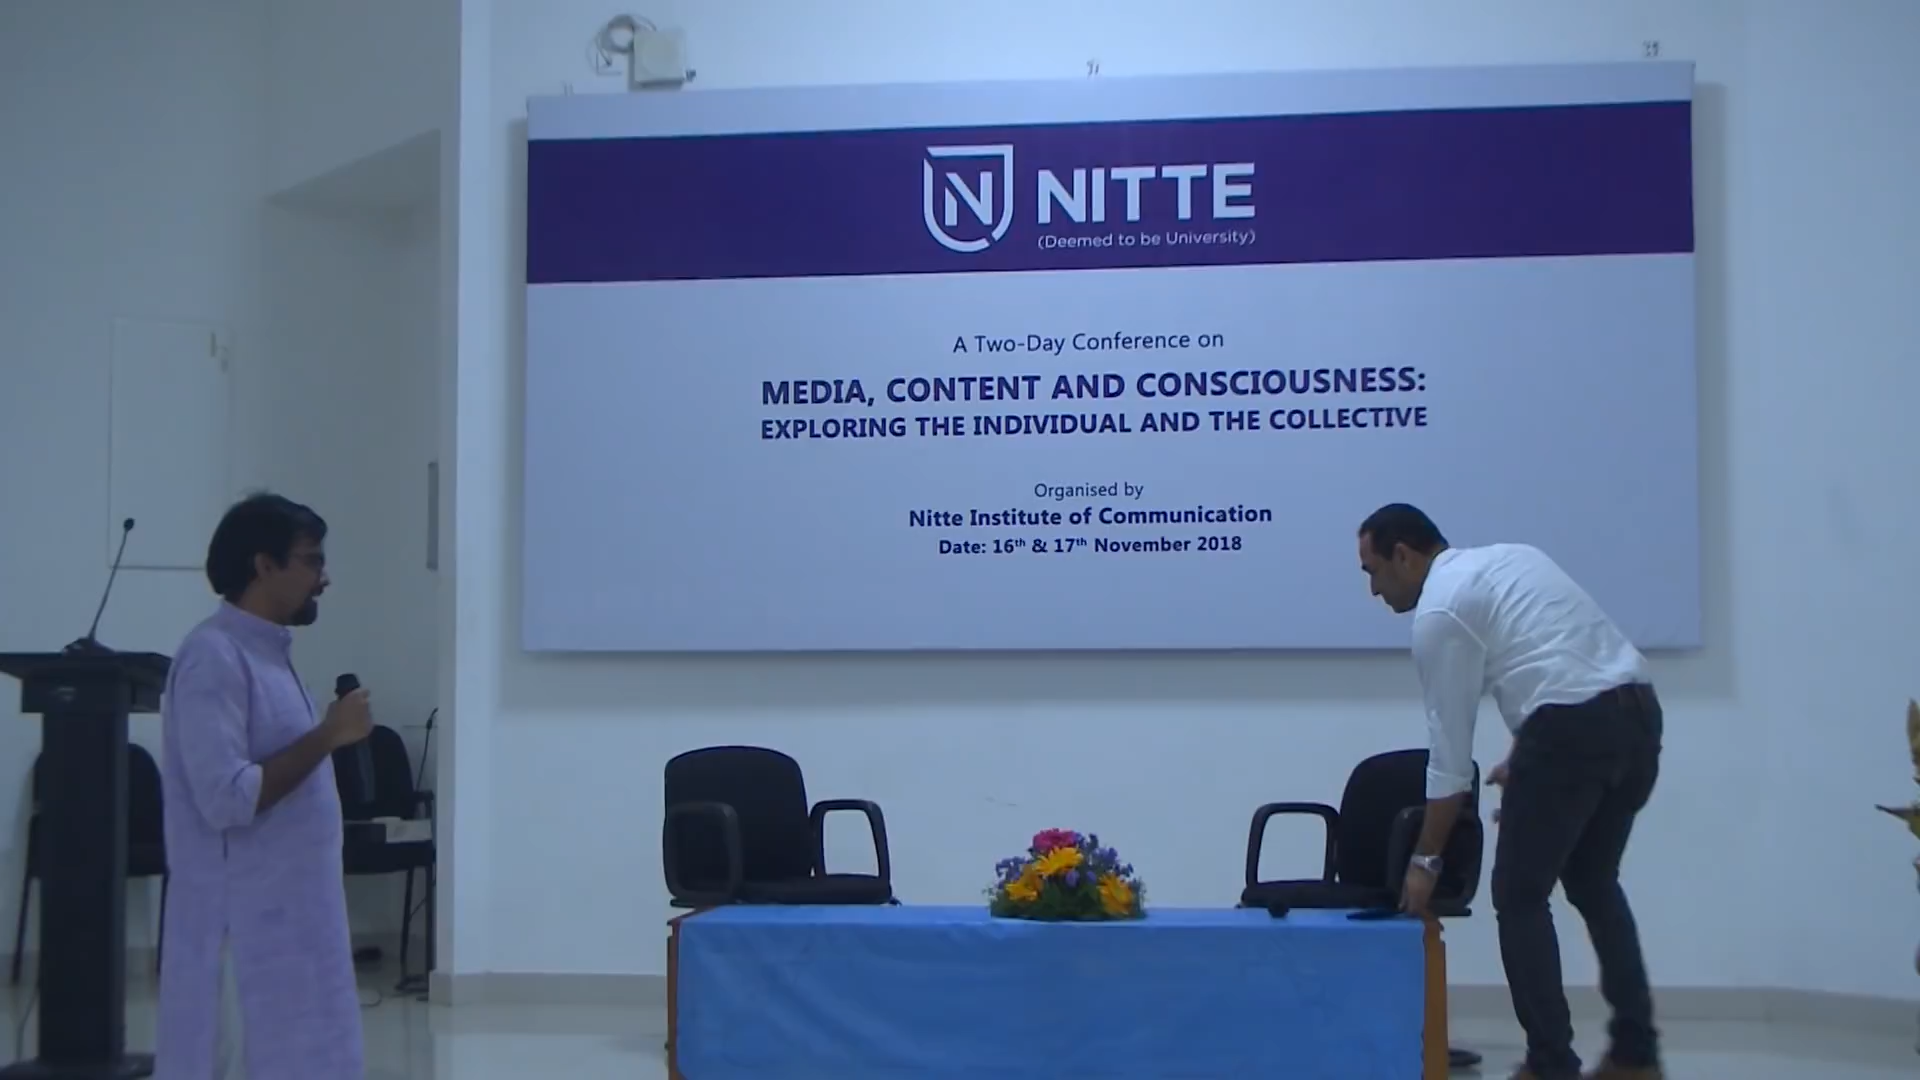 N NITTE
(Deemed to be University)
A Two-Day Conference on
MEDIA, CONTENT AND CONSCIOUSNESS:
EXPLORING THE INDIVIDUAL AND THE COLLECTIVE
Organised by
Nitte Institute of Communication
Date: 16th & 17th November 2018